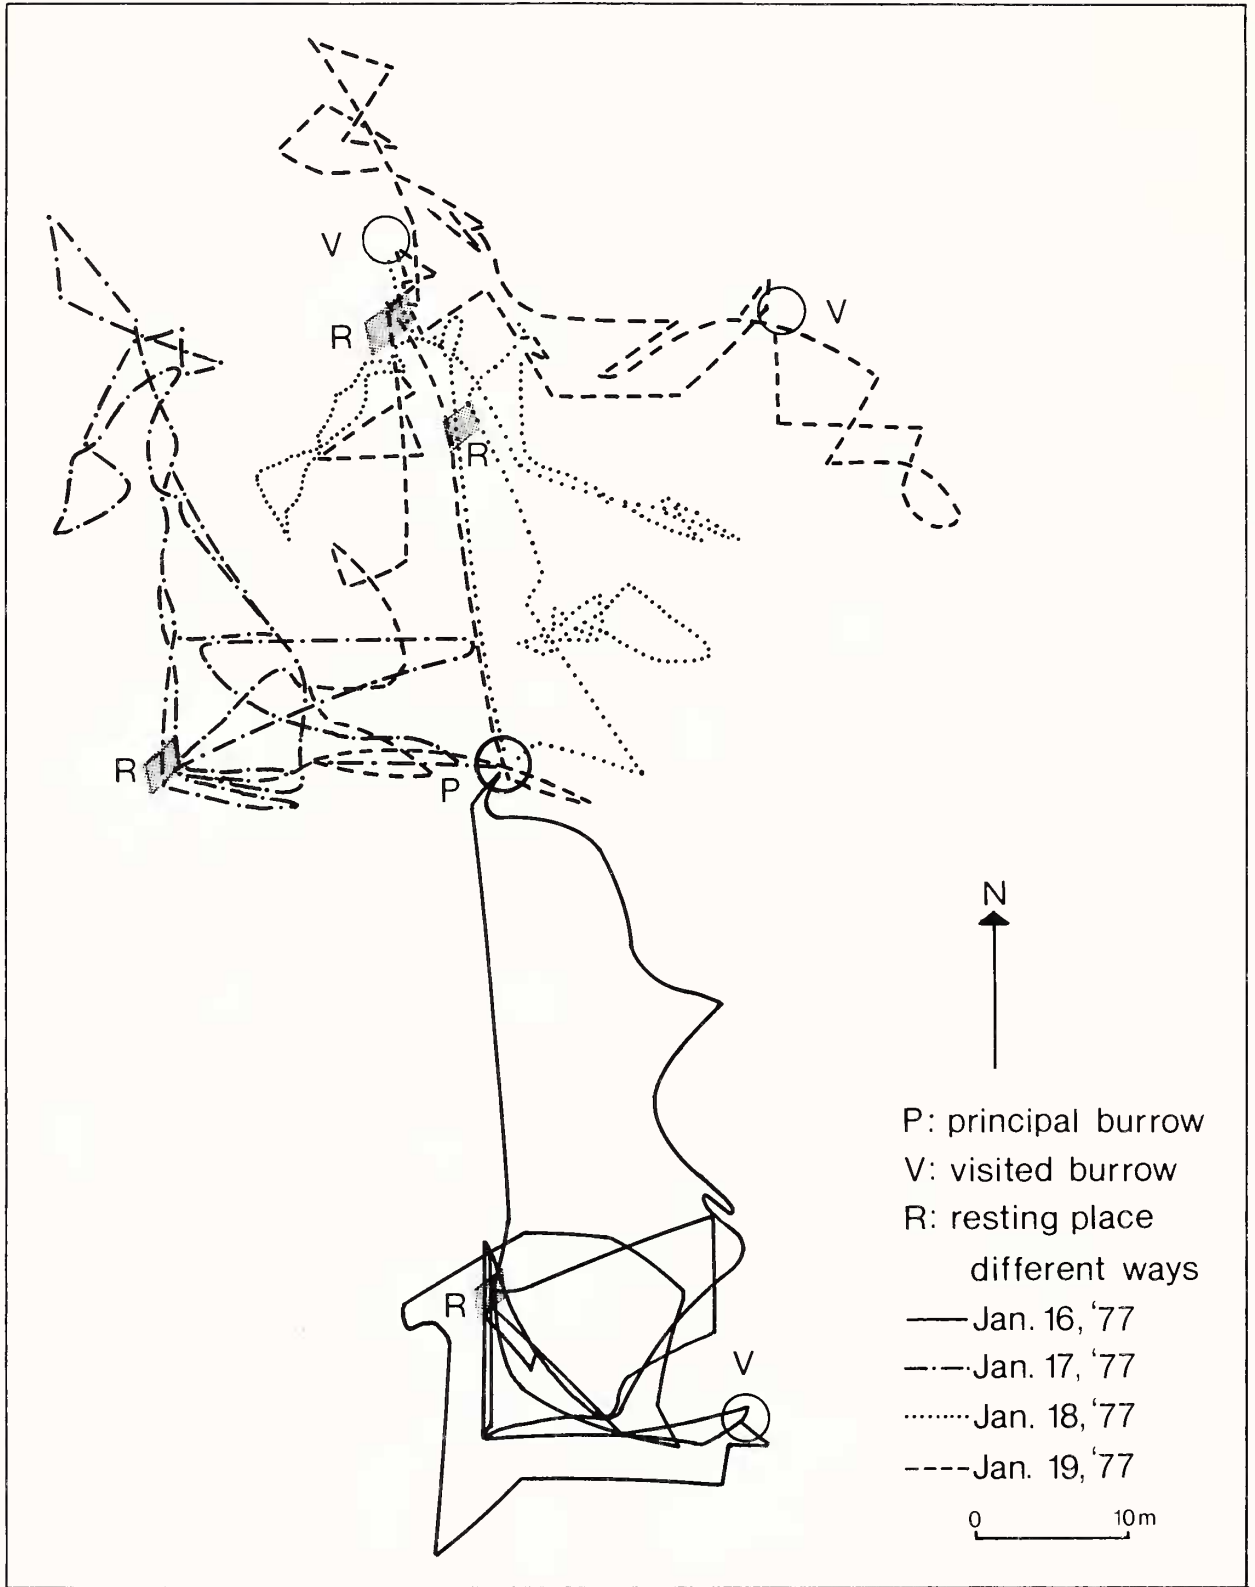 V
V
R
R
R
P
N
P: principal burrow
V: visited burrow
R: resting place
different ways
Jan. 16, '77
Jan. 17, '77
Jan. 18, '77
Jan. 19, '77
0 10m
R
V